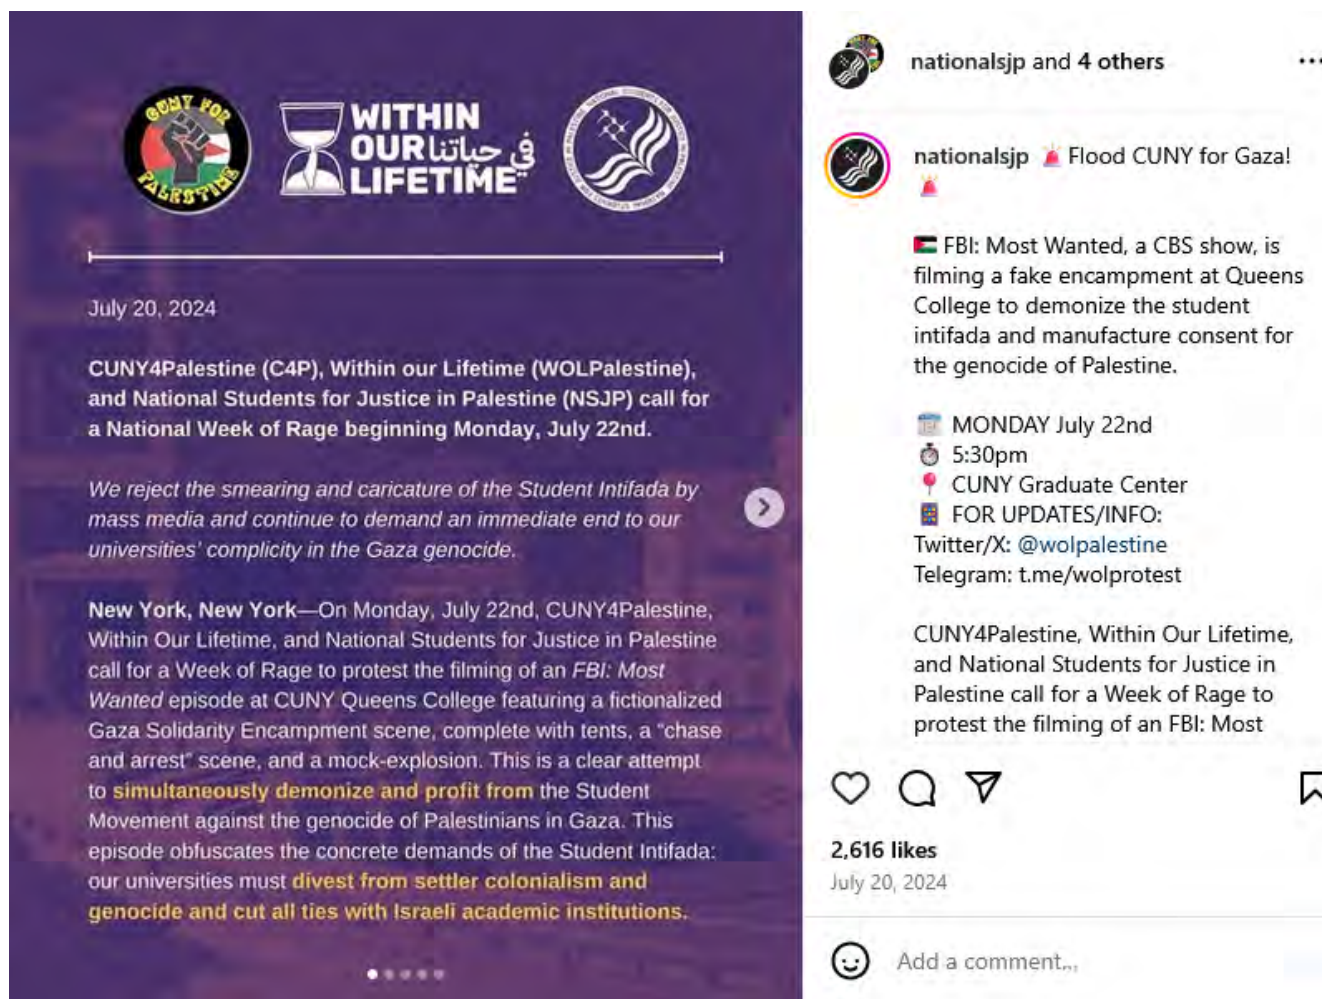 CUNY FOR
PALESTINE
WITHIN
OUR في حياتنا
LIFETIME
July 20, 2024
CUNY4Palestine (C4P), Within our Lifetime (WOLPalestine),
and National Students for Justice in Palestine (NSJP) call for
a National Week of Rage beginning Monday, July 22nd.
We reject the smearing and caricature of the Student Intifada by
mass media and continue to demand an immediate end to our
universities' complicity in the Gaza genocide.
New York, New York—On Monday, July 22nd, CUNY4Palestine,
Within Our Lifetime, and National Students for Justice in Palestine
call for a Week of Rage to protest the filming of an FBI: Most
Wanted episode at CUNY Queens College featuring a fictionalized
Gaza Solidarity Encampment scene, complete with tents, a “chase
and arrest” scene, and a mock-explosion. This is a clear attempt
to simultaneously demonize and profit from the Student
Movement against the genocide of Palestinians in Gaza. This
episode obfuscates the concrete demands of the Student Intifada:
our universities must divest from settler colonialism and
genocide and cut all ties with Israeli academic institutions.
nationalsjp and 4 others
nationalsjp 🚨 Flood CUNY for Gaza!
🚨
🇵🇸 FBI: Most Wanted, a CBS show, is
filming a fake encampment at Queens
College to demonize the student
intifada and manufacture consent for
the genocide of Palestine.
MONDAY July 22nd
5:30pm
CUNY Graduate Center
FOR UPDATES/INFO:
Twitter/X: @wolpalestine
Telegram: t.me/wolprotest
CUNY4Palestine, Within Our Lifetime,
and National Students for Justice in
Palestine call for a Week of Rage to
protest the filming of an FBI: Most
2,616 likes
July 20, 2024
Add a comment...